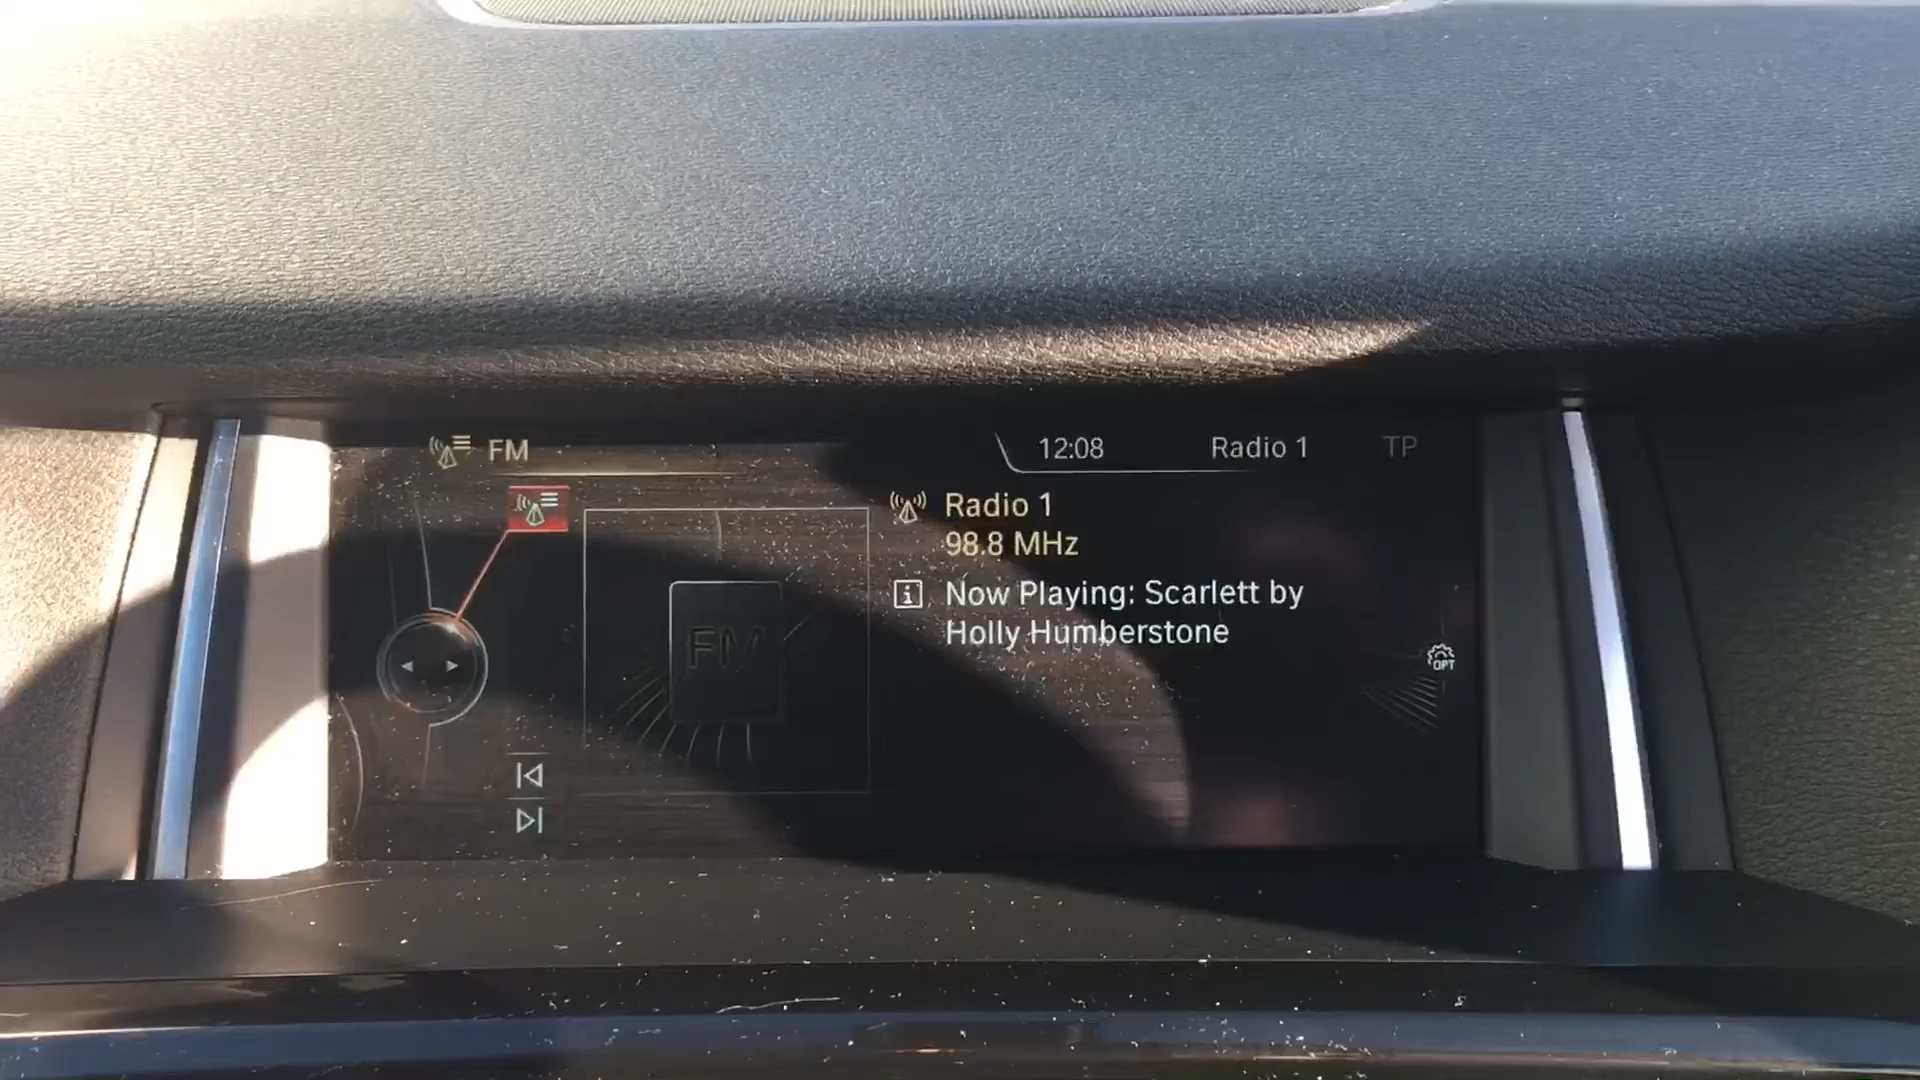 FM
12:08 Radio 1 TP
Radio 1
98.8 MHz
Now Playing: Scarlett by
Holly Humberstone
FM
OPT